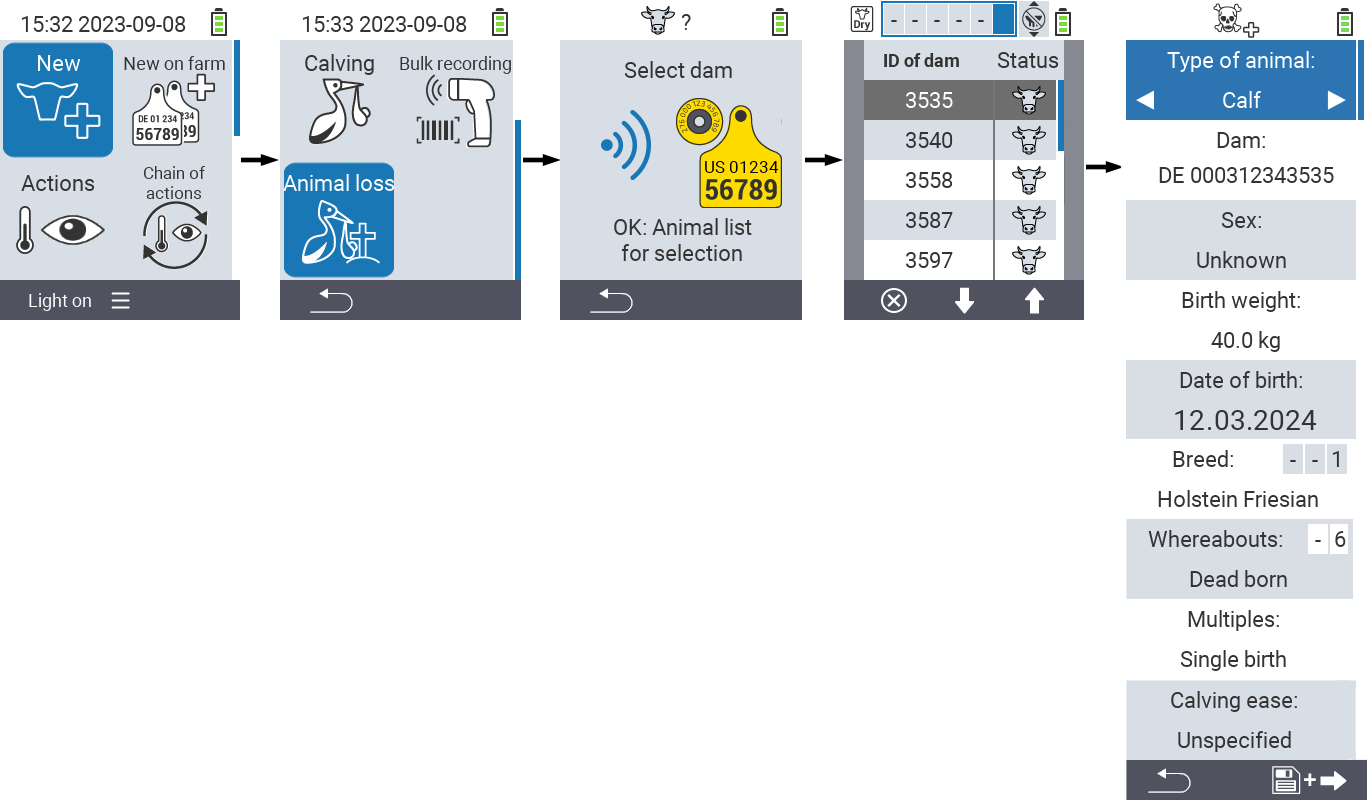 15:32 2023-09-08
New
New on farm
DE 01 234
234
56789
89
Actions
Chain of
actions
Light on
15:33 2023-09-08
Calving
Bulk recording
Animal loss
?
Select dam
276 000 123 456 789
US 01234
56789
OK: Animal list
for selection
Dry
- - - - -
ID of dam Status
3535
3540
3558
3587
3597
Type of animal:
Calf
Dam:
DE 000312343535
Sex:
Unknown
Birth weight:
40.0 kg
Date of birth:
12.03.2024
Breed: - - 1
Holstein Friesian
Whereabouts: - 6
Dead born
Multiples:
Single birth
Calving ease:
Unspecified
+